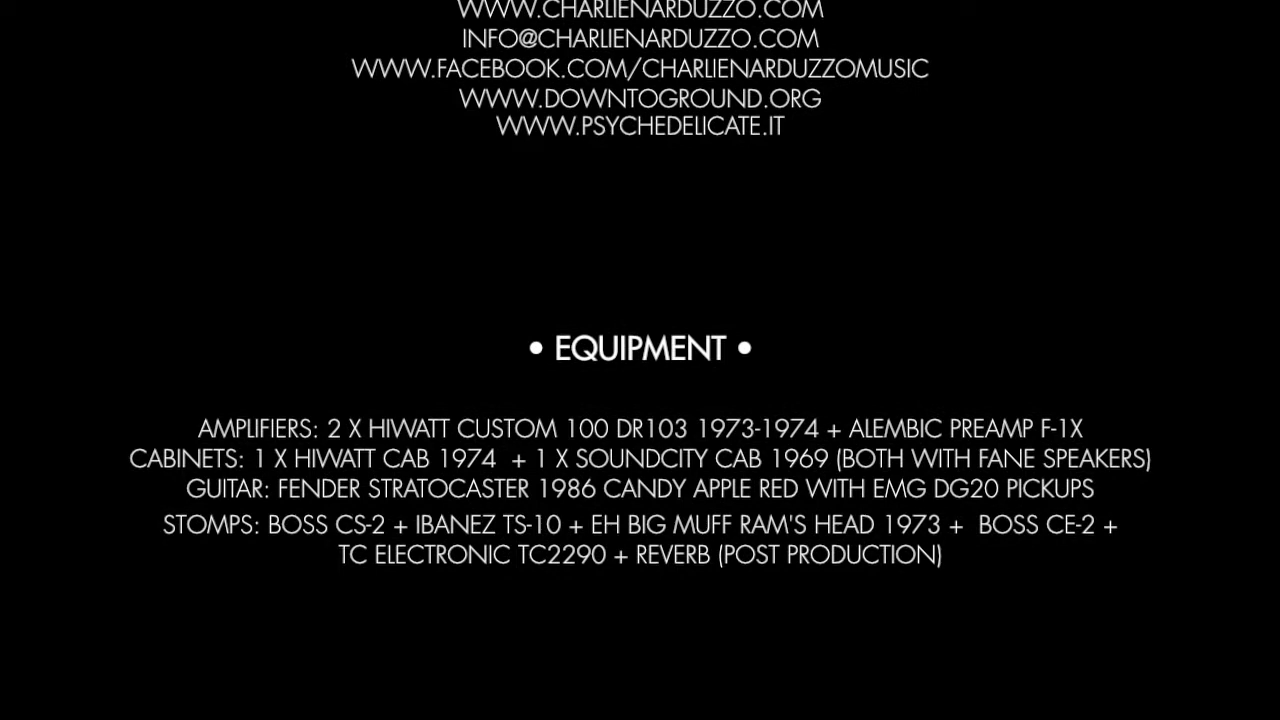 WWW.CHARLIENARDUZZO.COM
INFO@CHARLIENARDUZZO.COM
WWW.FACEBOOK.COM/CHARLIENARDUZZOMUSIC
WWW.DOWNTOGROUND.ORG
WWW.PSYCHEDELICATE.IT
• EQUIPMENT •
AMPLIFIERS: 2 X HIWATT CUSTOM 100 DR103 1973-1974 + ALEMBIC PREAMP F-1X
CABINETS: 1 X HIWATT CAB 1974 + 1 X SOUNDCITY CAB 1969 (BOTH WITH FANE SPEAKERS)
GUITAR: FENDER STRATOCASTER 1986 CANDY APPLE RED WITH EMG DG20 PICKUPS
STOMPS: BOSS CS-2 + IBANEZ TS-10 + EH BIG MUFF RAM'S HEAD 1973 + BOSS CE-2 +
TC ELECTRONIC TC2290 + REVERB (POST PRODUCTION)